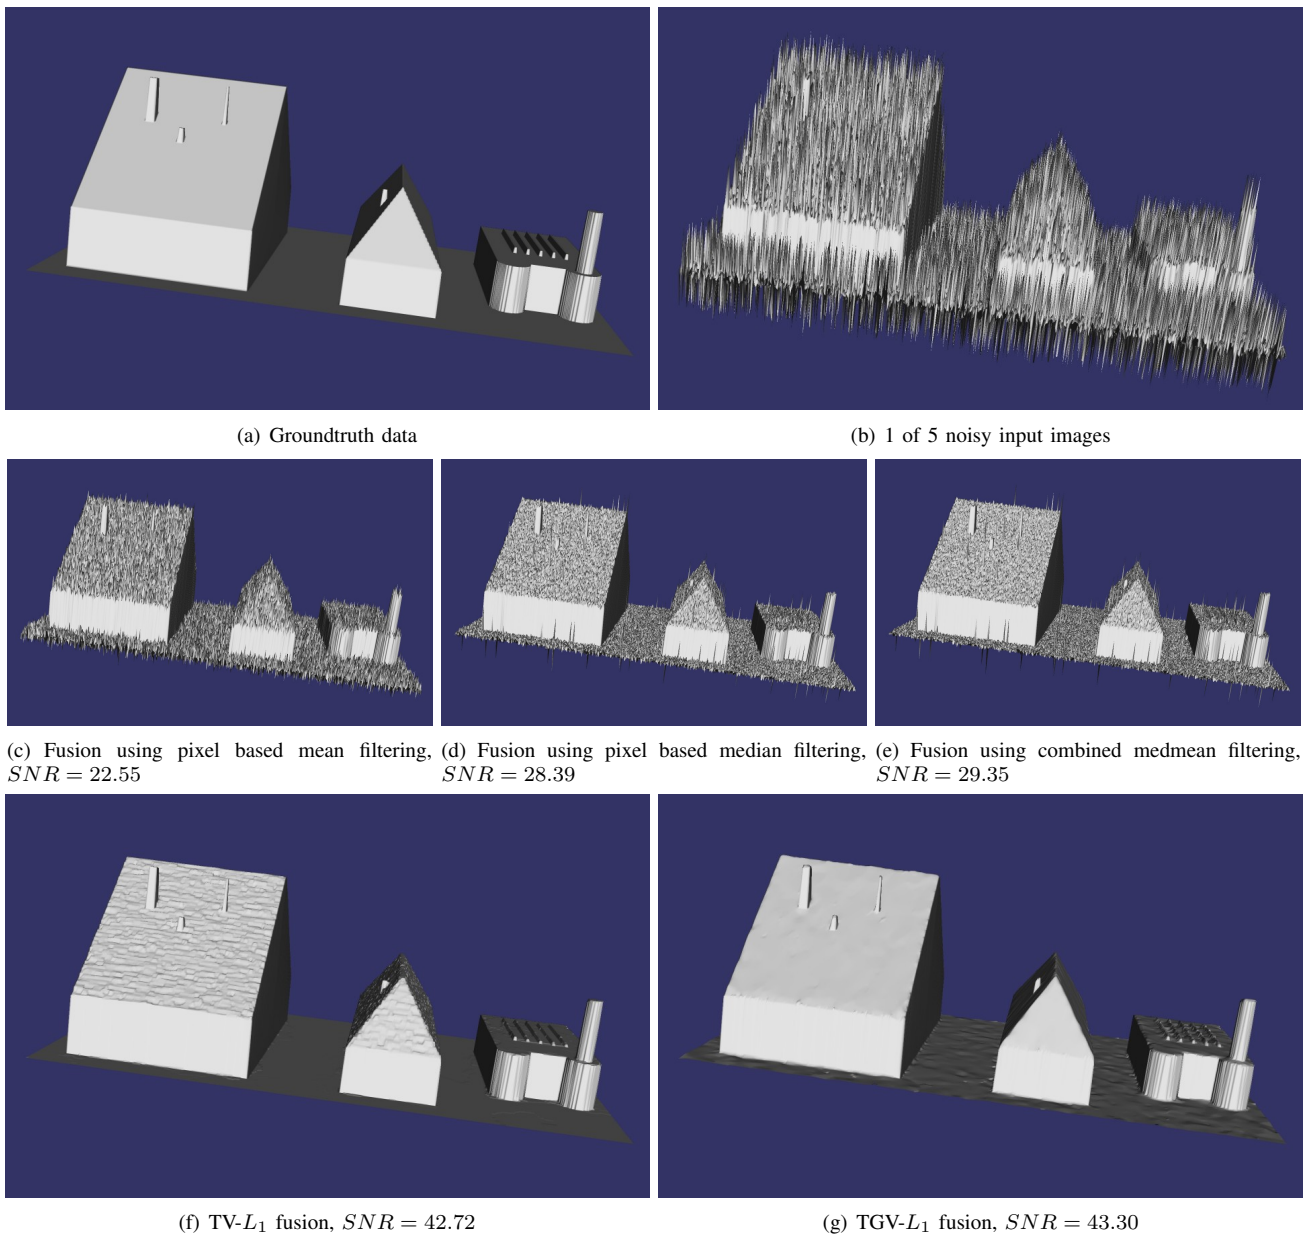 (a) Groundtruth data
(b) 1 of 5 noisy input images
(c) Fusion using pixel based mean filtering,
SNR = 22.55
(d) Fusion using pixel based median filtering,
SNR = 28.39
(e) Fusion using combined medmean filtering,
SNR = 29.35
(f) TV-L₁ fusion, SNR = 42.72
(g) TGV-L₁ fusion, SNR = 43.30